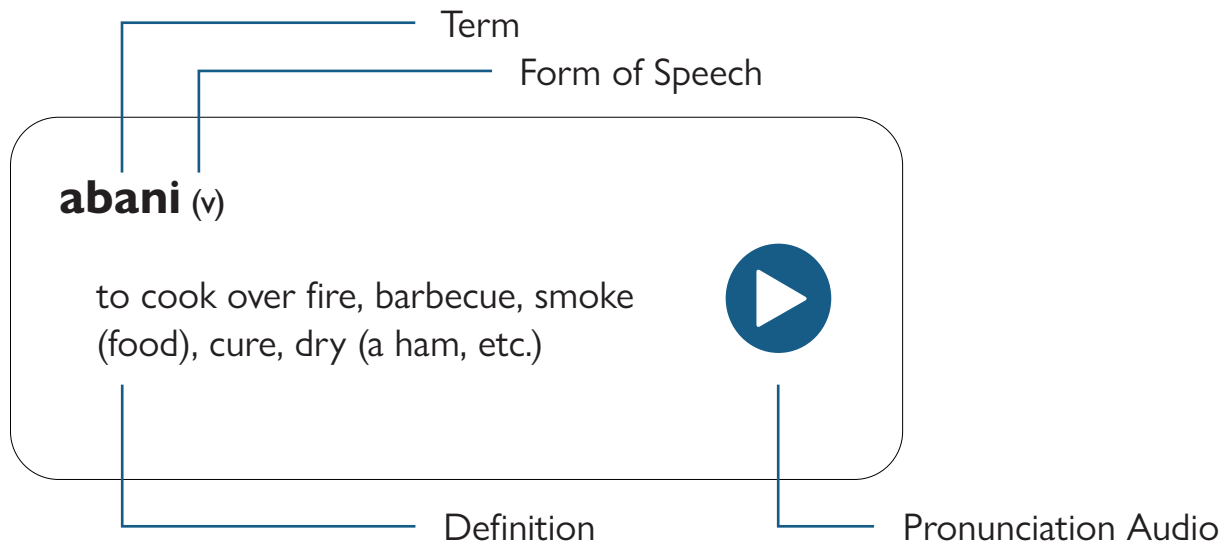 Term
Form of Speech
abani (v)
to cook over fire, barbecue, smoke
(food), cure, dry (a ham, etc.)
Definition
Pronunciation Audio